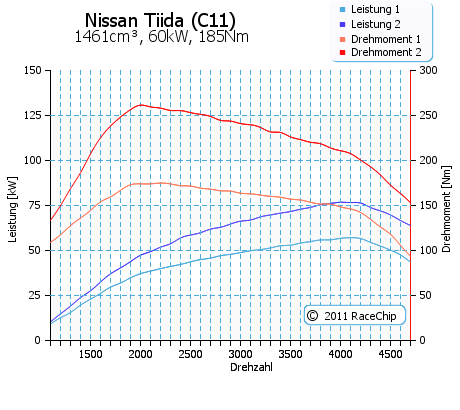 Nissan Tiida (C11)
1461cm³, 60kW, 185Nm
Leistung 1
Leistung 2
Drehmoment 1
Drehmoment 2
150
125
100
75
50
25
0
Leistung [kW]
300
250
200
150
100
50
0
Drehmoment [Nm]
© 2011 RaceChip
1500 2000 2500 3000 3500 4000 4500
Drehzahl